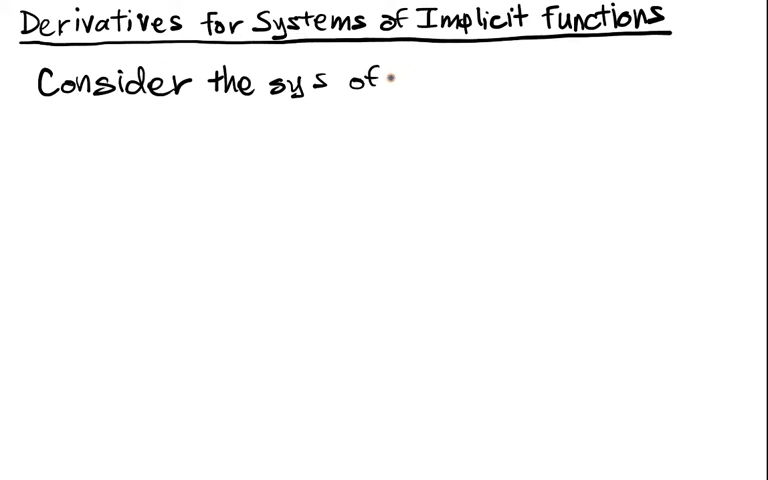 Derivatives for Systems of Implicit Functions
Consider the sys of